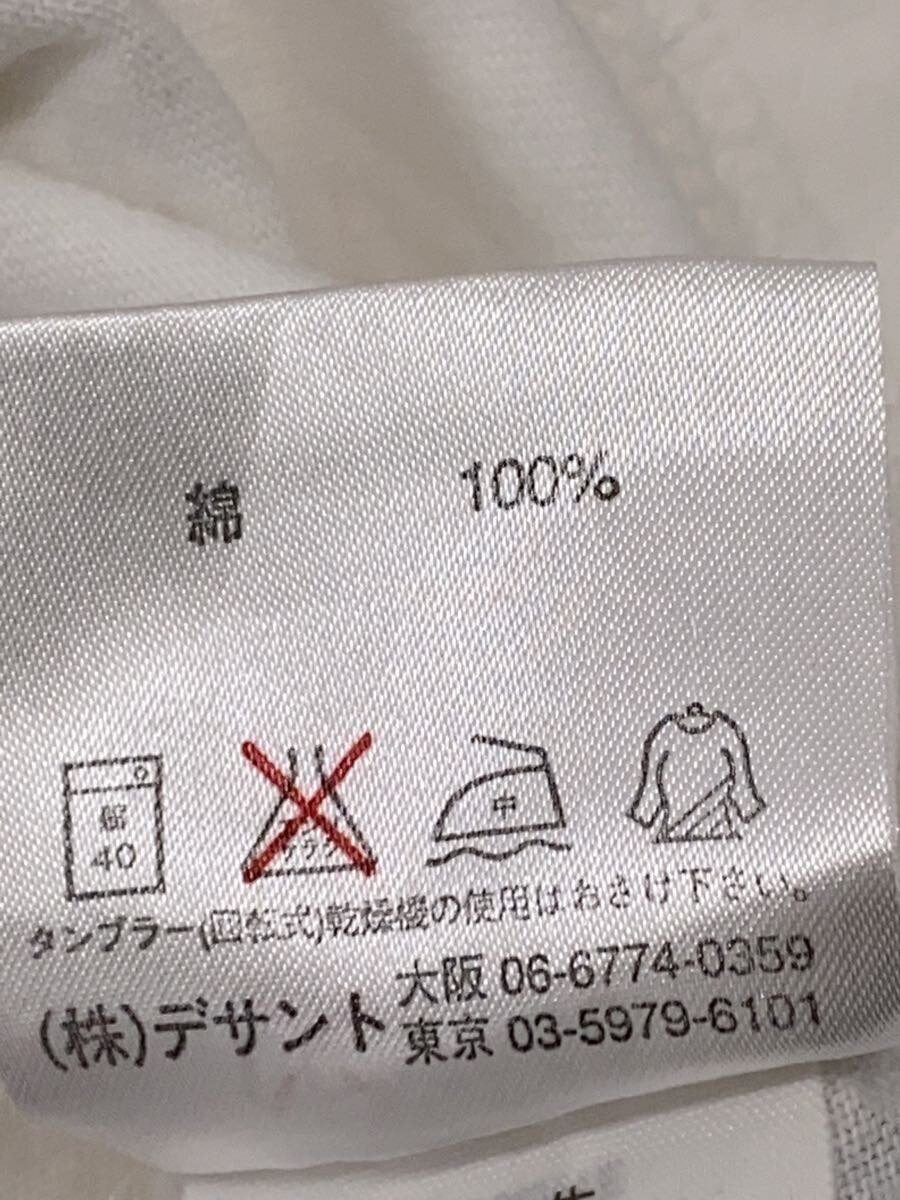 綿 100%
弱 40
中
タンブラー(回転式)乾燥機の使用はおさけ下さい。
(株)デサント
大阪 06-6774-0359
東京 03-5979-6101